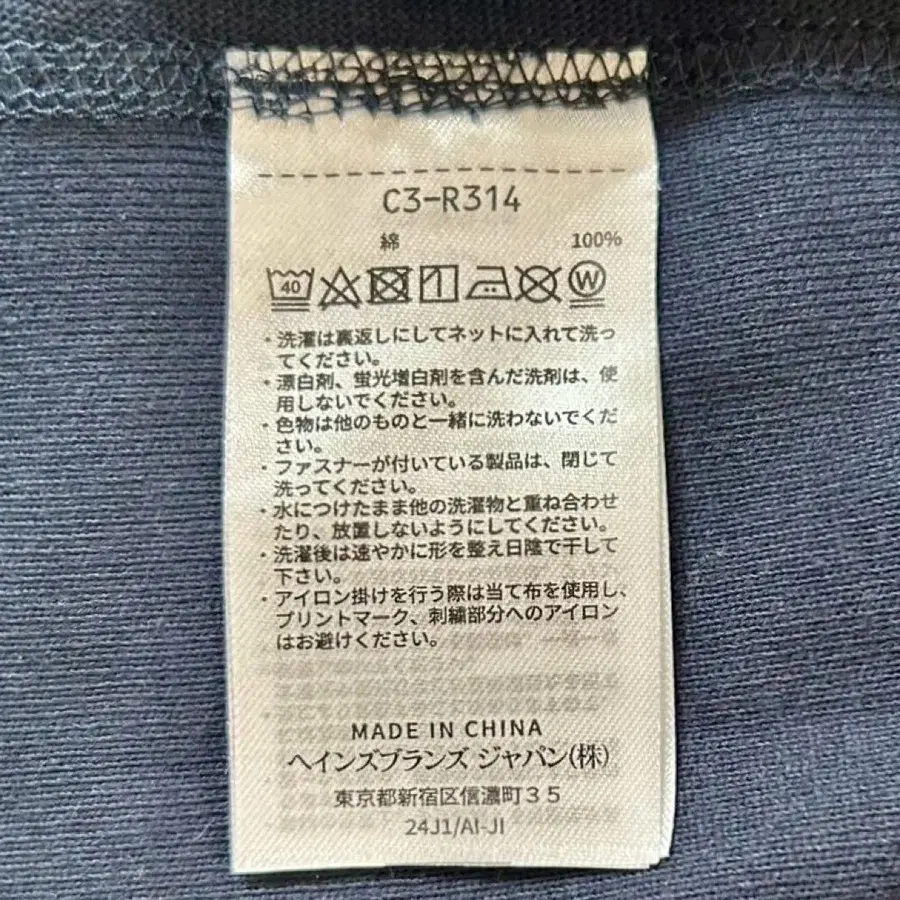 C3-R314
綿 100%
40 W
・洗濯は裏返しにしてネットに入れて洗っ
てください。
・漂白剤、蛍光増白剤を含んだ洗剤は、使
用しないでください。
・色物は他のものと一緒に洗わないでくだ
さい。
・ファスナーが付いている製品は、閉じて
洗ってください。
・水につけたまま他の洗濯物と重ね合わせ
たり、放置しないようにしてください。
・洗濯後は速やかに形を整え日陰で干して
下さい。
・アイロン掛けを行う際は当て布を使用し、
プリントマーク、刺繍部分へのアイロン
はお避けください。
MADE IN CHINA
ヘインズブランズ ジャパン(株)
東京都新宿区信濃町35
24J1/AI-JI